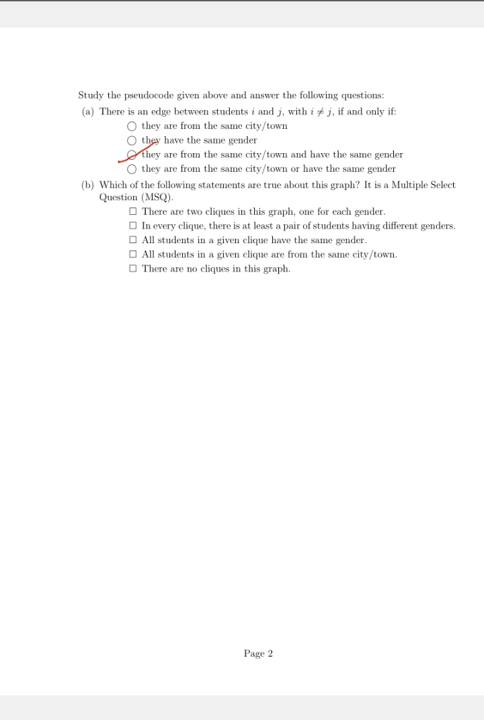 Study the pseudocode given above and answer the following questions:
(a) There is an edge between students i and j, with i ≠ j, if and only if:
○ they are from the same city/town
○ they have the same gender
○ they are from the same city/town and have the same gender
○ they are from the same city/town or have the same gender
(b) Which of the following statements are true about this graph? It is a Multiple Select
Question (MSQ).
□ There are two cliques in this graph, one for each gender.
□ In every clique, there is at least a pair of students having different genders.
□ All students in a given clique have the same gender.
□ All students in a given clique are from the same city/town.
□ There are no cliques in this graph.
Page 2